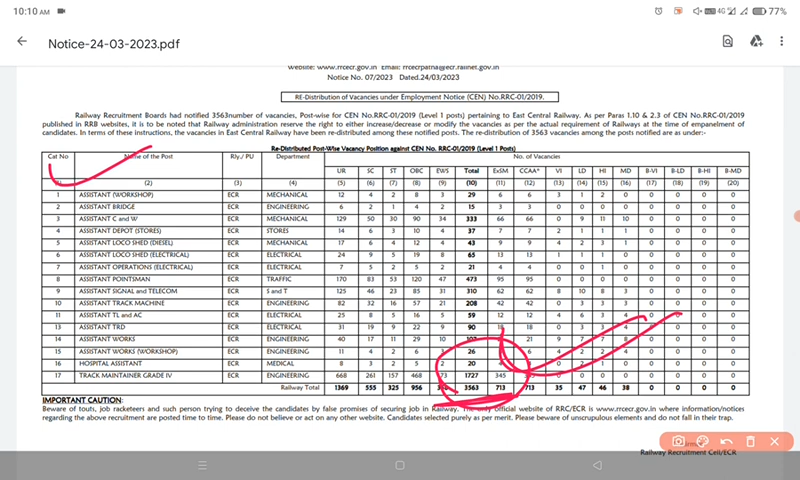 10:10 AM
4G
77%
Notice-24-03-2023.pdf
Website: www.rrcecr.gov.in Email: rrcecrpatna@ecr.railnet.gov.in
Notice No. 07/2023 Dated.24/03/2023
RE-Distribution of Vacancies under Employment Notice (CEN) No.RRC-01/2019.
Railway Recruitment Boards had notified 3563number of vacancies, Post-wise for CEN No.RRC-01/2019 (Level 1 posts) pertaining to East Central Railway. As per Paras 1.10 & 2.3 of CEN No.RRC-01/2019
published in RRB websites, it is to be noted that Railway administration reserve the right to either increase/decrease or modify the vacancies as per the actual requirement of Railways at the time of empanelment of
candidates. In terms of these instructions, the vacancies in East Central Railway have been re-distributed among these notified posts. The re-distribution of 3563 vacancies among the posts notified are as under:-
Re-Distributed Post-Wise Vacancy Position against CEN No. RRC-01/2019 (Level 1 Posts)
Cat No Name of the Post Rly./ PU Department No. of Vacancies
UR SC ST OBC EWS Total ExSM CCAA* VI LD HI MD B-VI B-LD B-HI B-MD
(2) (3) (4) (5) (6) (7) (8) (9) (10) (11) (12) (13) (14) (15) (16) (17) (18) (19) (20)
1 ASSISTANT (WORKSHOP) ECR MECHANICAL 12 4 2 8 3 29 6 6 3 1 2 0 0 0 0 0
2 ASSISTANT BRIDGE ECR ENGINEERING 6 2 1 4 2 15 3 3 0 0 0 0 0 0 0 0
3 ASSISTANT C and W ECR MECHANICAL 129 50 30 90 34 333 66 66 0 9 11 10 0 0 0 0
4 ASSISTANT DEPOT (STORES) ECR STORES 14 6 3 10 4 37 7 7 2 1 1 1 0 0 0 0
5 ASSISTANT LOCO SHED (DIESEL) ECR MECHANICAL 17 6 4 12 4 43 9 9 4 2 3 1 0 0 0 0
6 ASSISTANT LOCO SHED (ELECTRICAL) ECR ELECTRICAL 24 9 5 19 8 65 13 13 1 1 1 0 0 0 0 0
7 ASSISTANT OPERATIONS (ELECTRICAL) ECR ELECTRICAL 7 5 2 5 2 21 4 4 0 0 1 0 0 0 0 0
8 ASSISTANT POINTSMAN ECR TRAFFIC 170 83 53 120 47 473 95 95 0 0 0 0 0 0 0 0
9 ASSISTANT SIGNAL and TELECOM ECR S and T 125 46 23 85 31 310 62 62 8 10 8 3 0 0 0 0
10 ASSISTANT TRACK MACHINE ECR ENGINEERING 82 32 16 57 21 208 42 42 0 3 3 3 0 0 0 0
11 ASSISTANT TL and AC ECR ELECTRICAL 25 8 5 16 5 59 12 12 4 6 3 4 0 0 0 0
13 ASSISTANT TRD ECR ELECTRICAL 31 19 9 22 9 90 18 18 0 3 3 4 0 0 0
14 ASSISTANT WORKS ECR ENGINEERING 40 17 11 29 10 107 21 9 7 7 8 0 0 0 0
15 ASSISTANT WORKS (WORKSHOP) ECR ENGINEERING 11 4 2 6 26 6 4 2 2 4 0 0 0 0
16 HOSPITAL ASSISTANT ECR MEDICAL 8 3 2 5 2 20 0 2 1 0 0 0 0 0
17 TRACK MAINTAINER GRADE IV ECR ENGINEERING 668 261 157 468 173 1727 345 0 0 0 0 0 0 0
Railway Total 1369 555 325 956 3563 713 713 35 47 46 38 0 0 0 0
IMPORTANT CAUTION:
Beware of touts, job racketeers and such person trying to deceive the candidates by false promises of securing job in Railway. The only official website of RRC/ECR is www.rrcecr.gov.in where information/notices
regarding the above recruitment are posted time to time. Please do not believe or act on any other website. Candidates selected purely as per merit. Please beware of unscrupulous elements and do not fall in their trap.
Railway Recruitment Cell/ECR